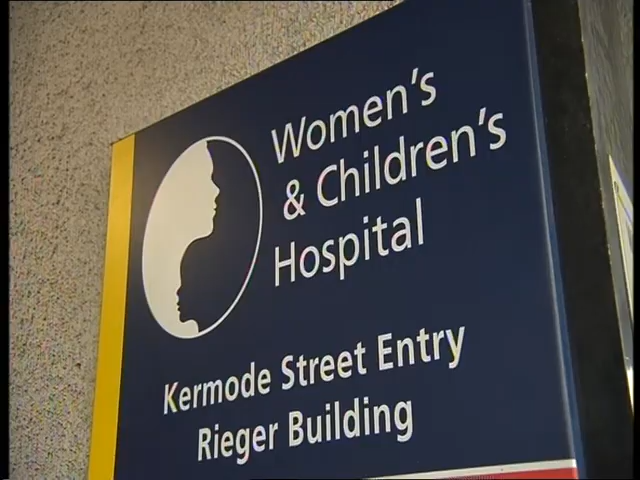 Women's
& Children's
Hospital
Kermode Street Entry
Rieger Building